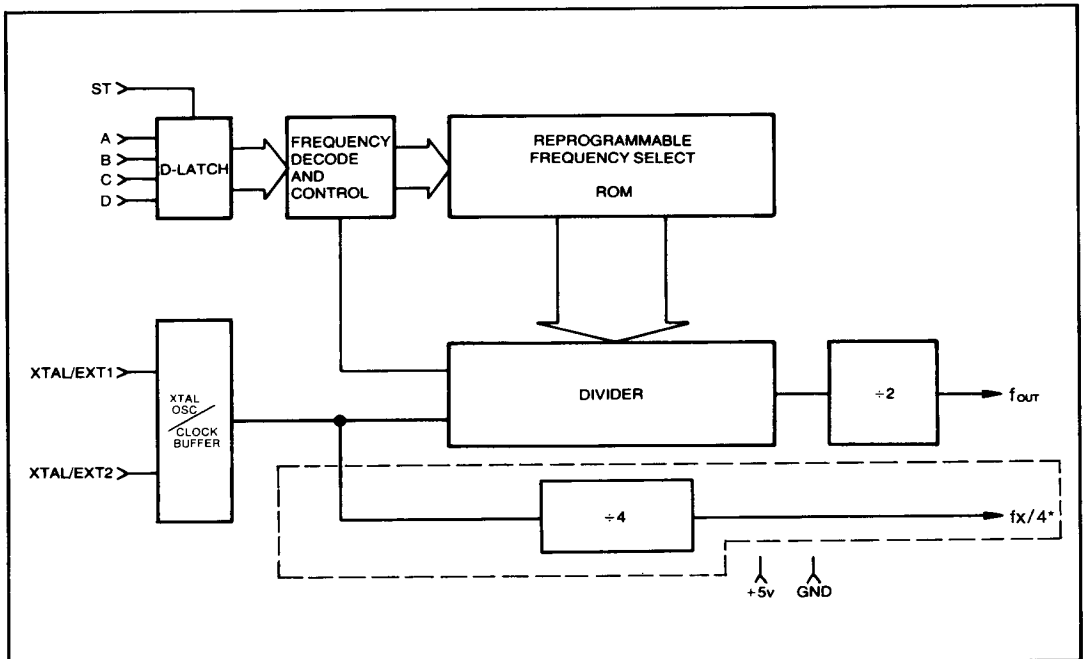 ST
A
B
C
D
D-LATCH
FREQUENCY
DECODE
AND
CONTROL
REPROGRAMMABLE
FREQUENCY SELECT
ROM
XTAL/EXT1
XTAL/EXT2
XTAL
OSC
CLOCK
BUFFER
DIVIDER
÷2
fOUT
÷4
fx/4*
+5v
GND